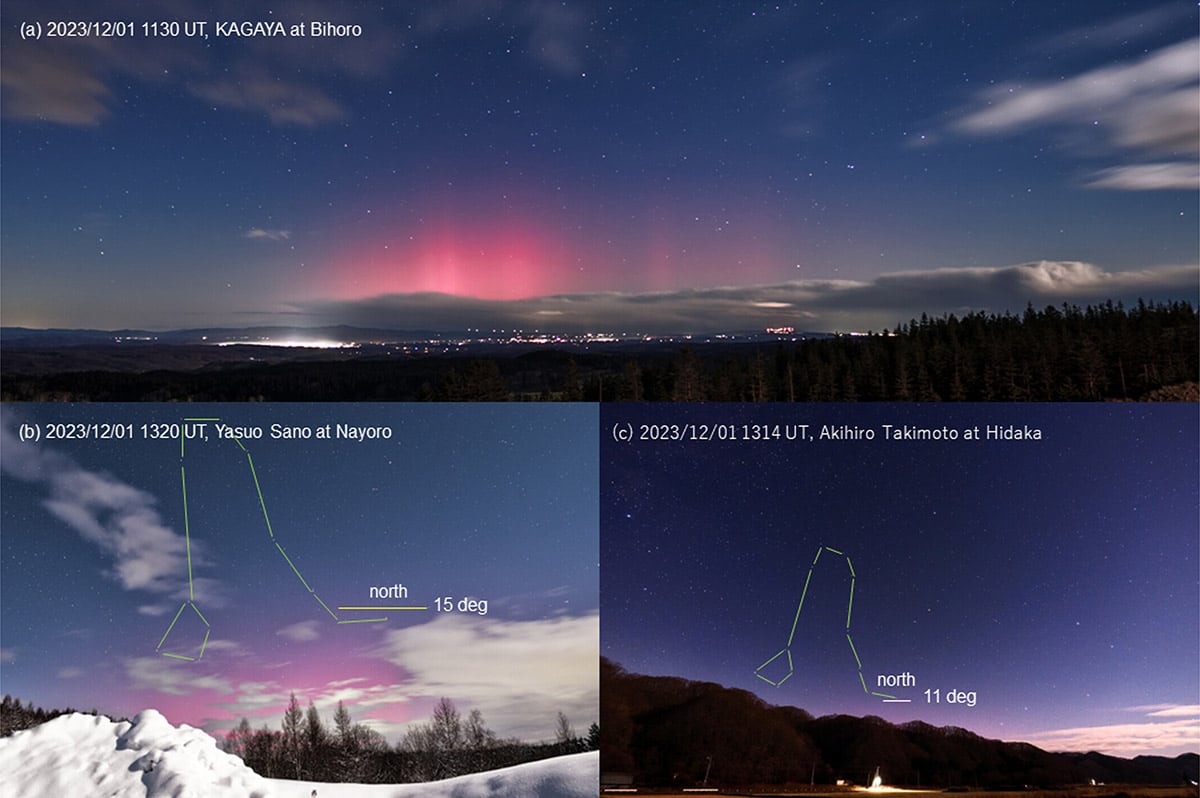 (a) 2023/12/01 1130 UT, KAGAYA at Bihoro
(b) 2023/12/01 1320 UT, Yasuo Sano at Nayoro
(c) 2023/12/01 1314 UT, Akihiro Takimoto at Hidaka
north
15 deg
north
11 deg